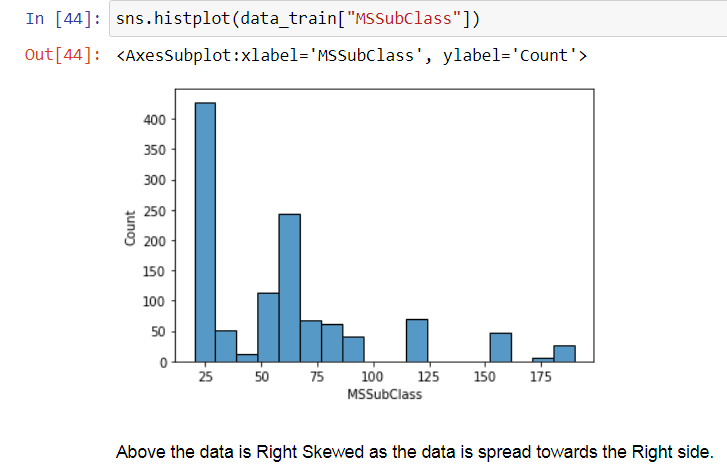 In [44]: sns.histplot(data_train["MSSubClass"])
Out[44]: <AxesSubplot:xlabel='MSSubClass', ylabel='Count'>
400
350
300
250
200
150
100
50
0
Count
25 50 75 100 125 150 175
MSSubClass
Above the data is Right Skewed as the data is spread towards the Right side.